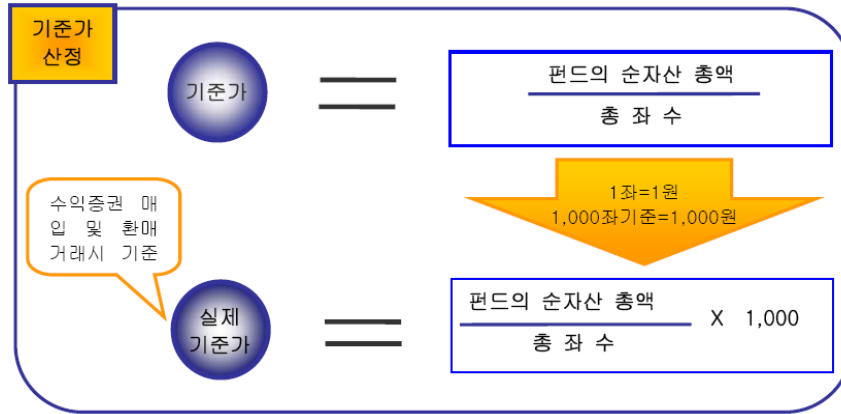 기준가
산정
기준가
펀드의 순자산 총액
총 좌 수
1좌=1원
1,000좌기준=1,000원
수익증권 매
입 및 환매
거래시 기준
실제
기준가
펀드의 순자산 총액
총 좌 수
X 1,000